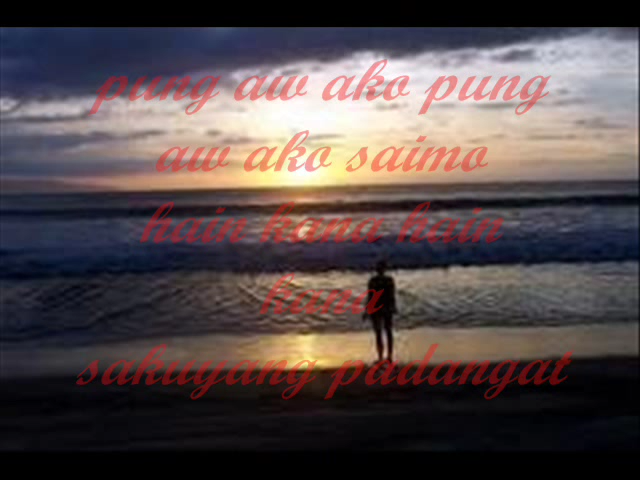 pung aw ako pung
aw ako saimo
hain kana hain
kana
sakuyang padangat